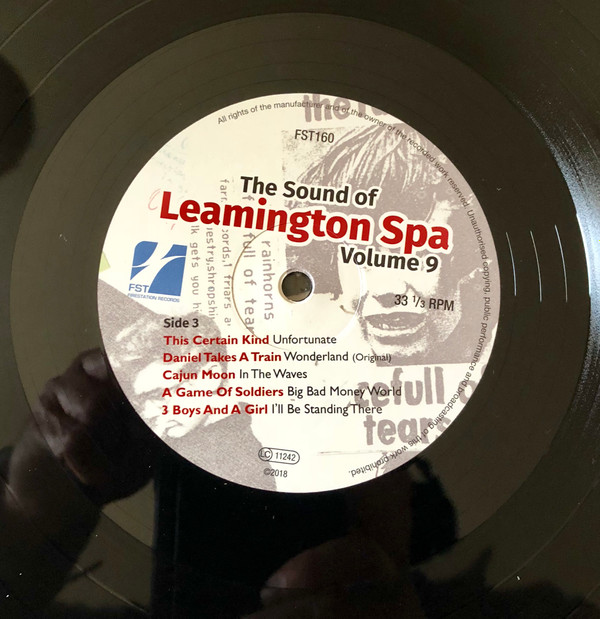 All rights of the manufacturer and of the owner of the recorded work reserved. Unauthorised copying, public performance and broadcasting of this work prohibited.
FST160
The Sound of
Leamington Spa
Volume 9
33 1/3 RPM
FST
FIRESTATION RECORDS
Side 3
This Certain Kind Unfortunate
Daniel Takes A Train Wonderland (Original)
Cajun Moon In The Waves
A Game Of Soldiers Big Bad Money World
3 Boys And A Girl I'll Be Standing There
LC 11242
©2018
rainhorns
full of tear
tears